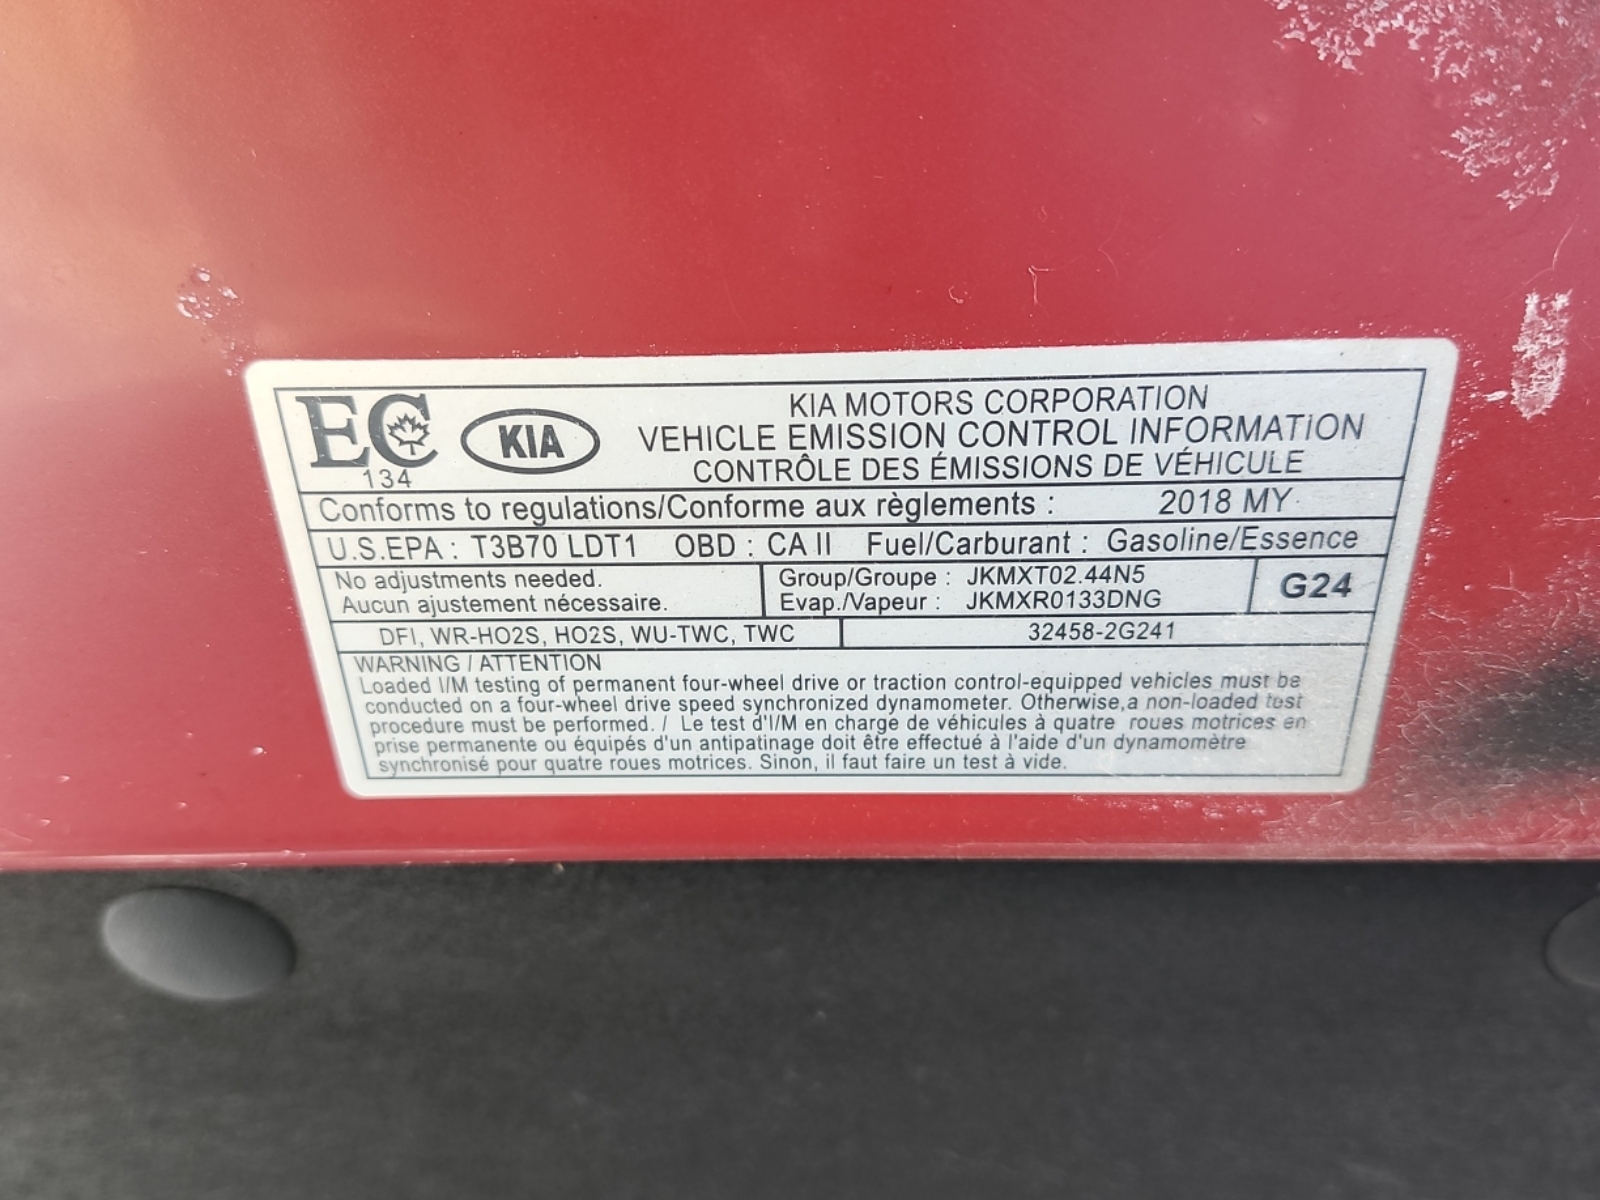 EC
134
KIA
KIA MOTORS CORPORATION
VEHICLE EMISSION CONTROL INFORMATION
CONTRÔLE DES ÉMISSIONS DE VÉHICULE
Conforms to regulations/Conforme aux règlements : 2018 MY
U.S.EPA : T3B70 LDT1 OBD : CA II Fuel/Carburant : Gasoline/Essence
No adjustments needed.
Aucun ajustement nécessaire.
Group/Groupe : JKMXT02.44N5
Evap./Vapeur : JKMXR0133DNG
G24
DFI, WR-HO2S, HO2S, WU-TWC, TWC
32458-2G241
WARNING / ATTENTION
Loaded I/M testing of permanent four-wheel drive or traction control-equipped vehicles must be
conducted on a four-wheel drive speed synchronized dynamometer. Otherwise,a non-loaded test
procedure must be performed. / Le test d'I/M en charge de véhicules à quatre roues motrices en
prise permanente ou équipés d'un antipatinage doit être effectué à l'aide d'un dynamomètre
synchronisé pour quatre roues motrices. Sinon, il faut faire un test à vide.